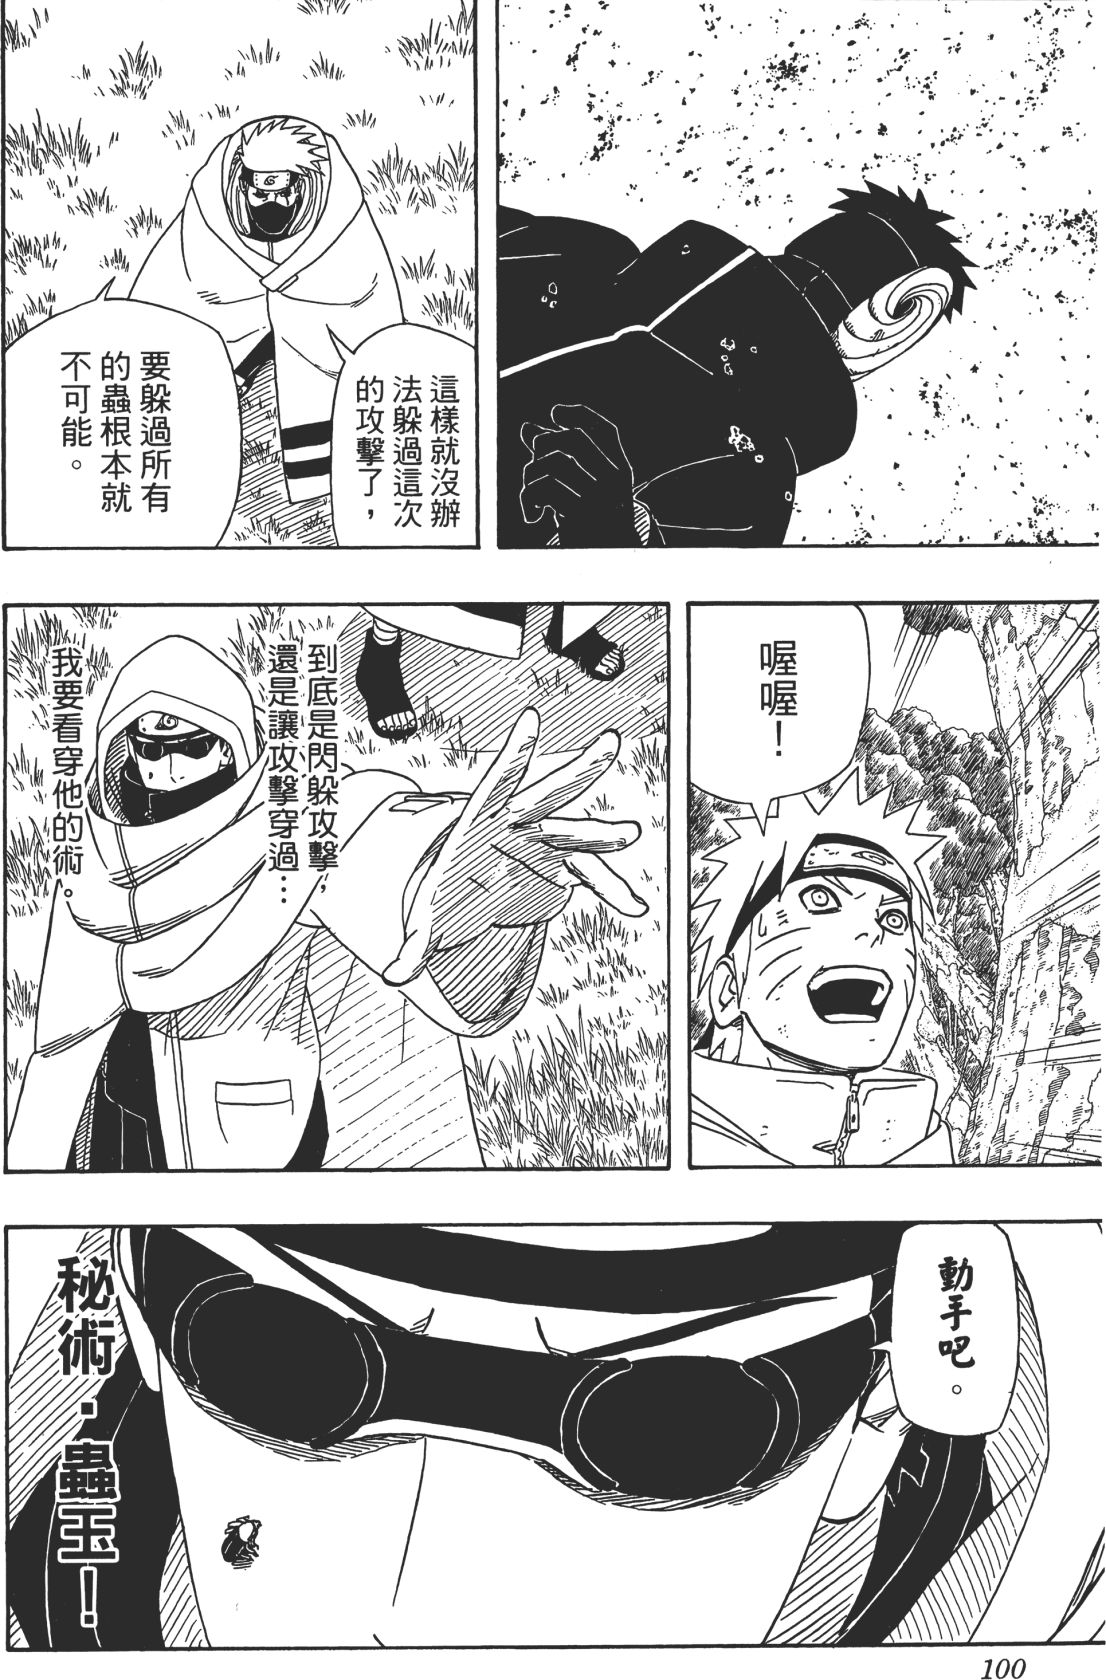 這樣就沒辦
法躲過這次
的攻擊了，
要躲過所有
的蟲根本就
不可能。
喔
喔！
到底是閃躲攻擊，
還是讓攻擊穿過…
我要看穿他的術。
動手吧。
秘術．蟲玉！
100